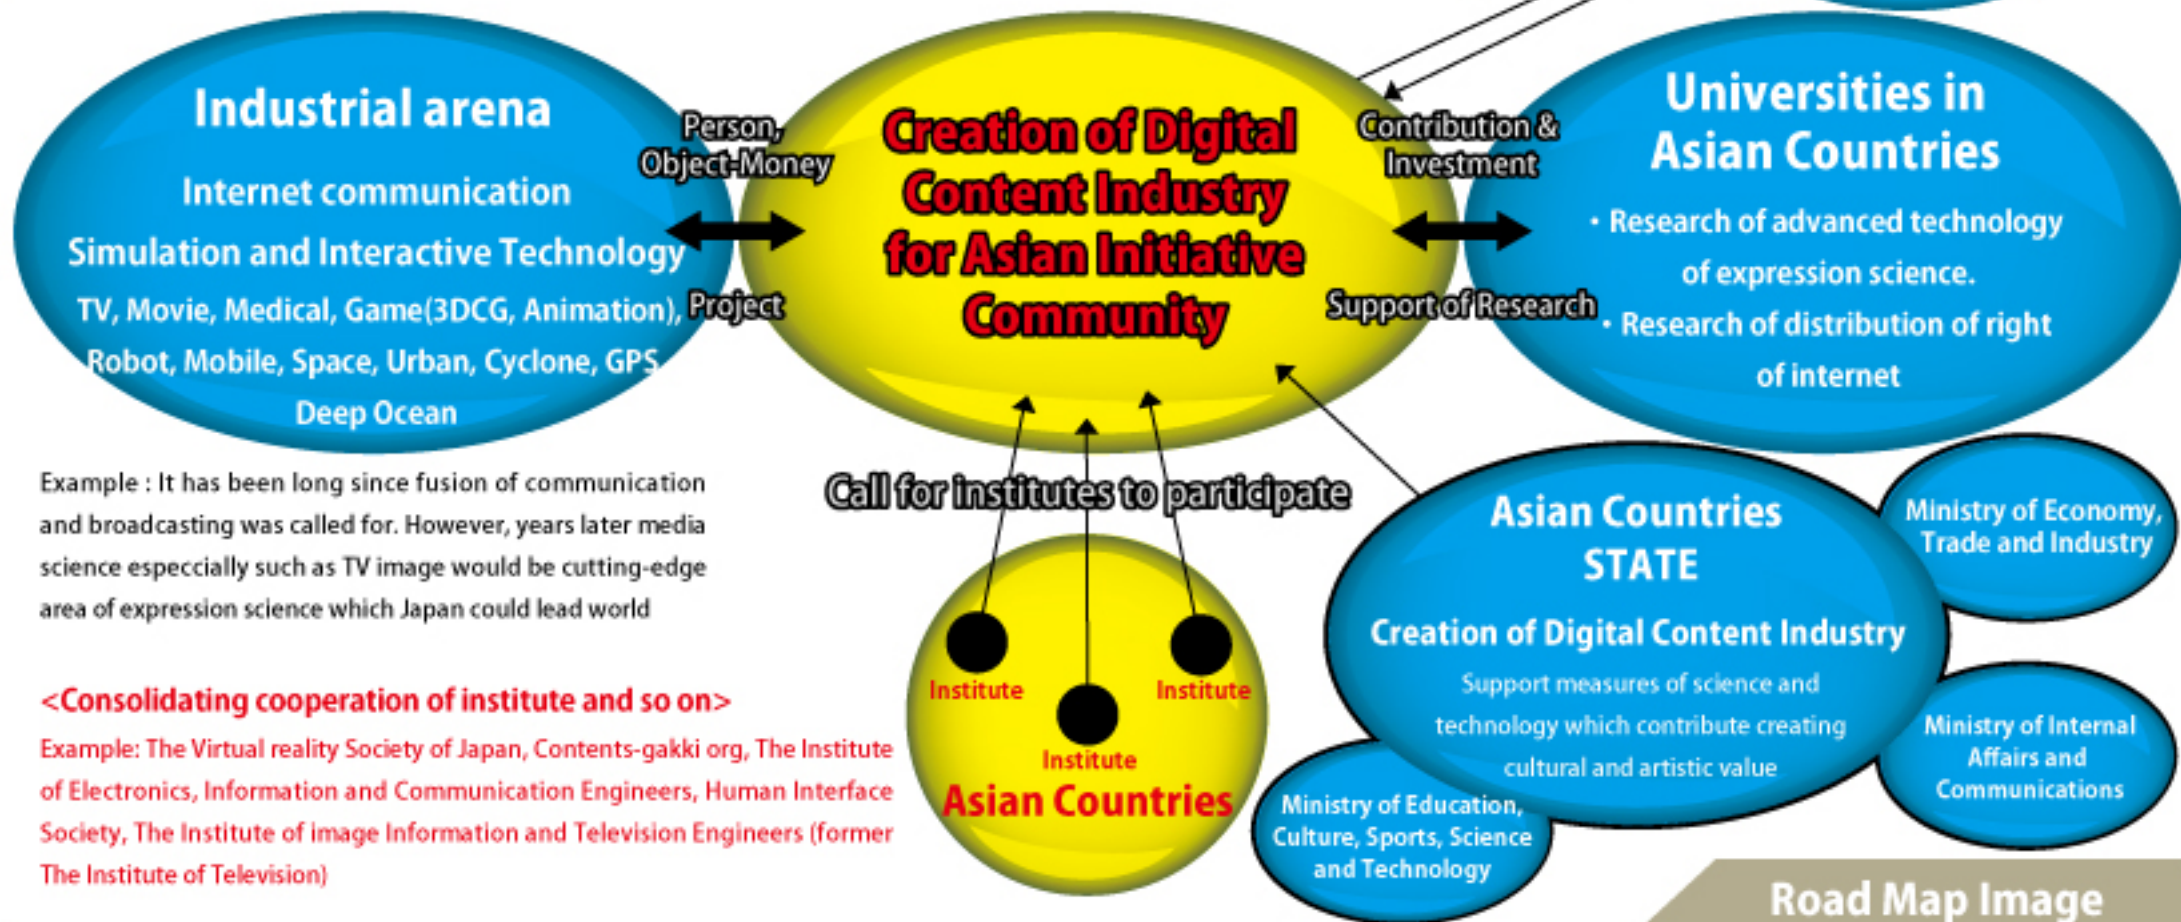 Industrial arena
Internet communication
Simulation and Interactive Technology
TV, Movie, Medical, Game(3DCG, Animation),
Robot, Mobile, Space, Urban, Cyclone, GPS
Deep Ocean
Person,
Object-Money
Project
Creation of Digital
Content Industry
for Asian Initiative
Community
Contribution &
Investment
Support of Research
Universities in
Asian Countries
• Research of advanced technology
of expression science.
• Research of distribution of right
of internet
Example : It has been long since fusion of communication
and broadcasting was called for. However, years later media
science especcially such as TV image would be cutting-edge
area of expression science which Japan could lead world
<Consolidating cooperation of institute and so on>
Example: The Virtual reality Society of Japan, Contents-gakki org, The Institute
of Electronics, Information and Communication Engineers, Human Interface
Society, The Institute of image Information and Television Engineers (former
The Institute of Television)
Call for institutes to participate
Institute
Institute
Institute
Asian Countries
Asian Countries
STATE
Creation of Digital Content Industry
Support measures of science and
technology which contribute creating
cultural and artistic value
Ministry of Economy,
Trade and Industry
Ministry of Internal
Affairs and
Communications
Ministry of Education,
Culture, Sports, Science
and Technology
Road Map Image